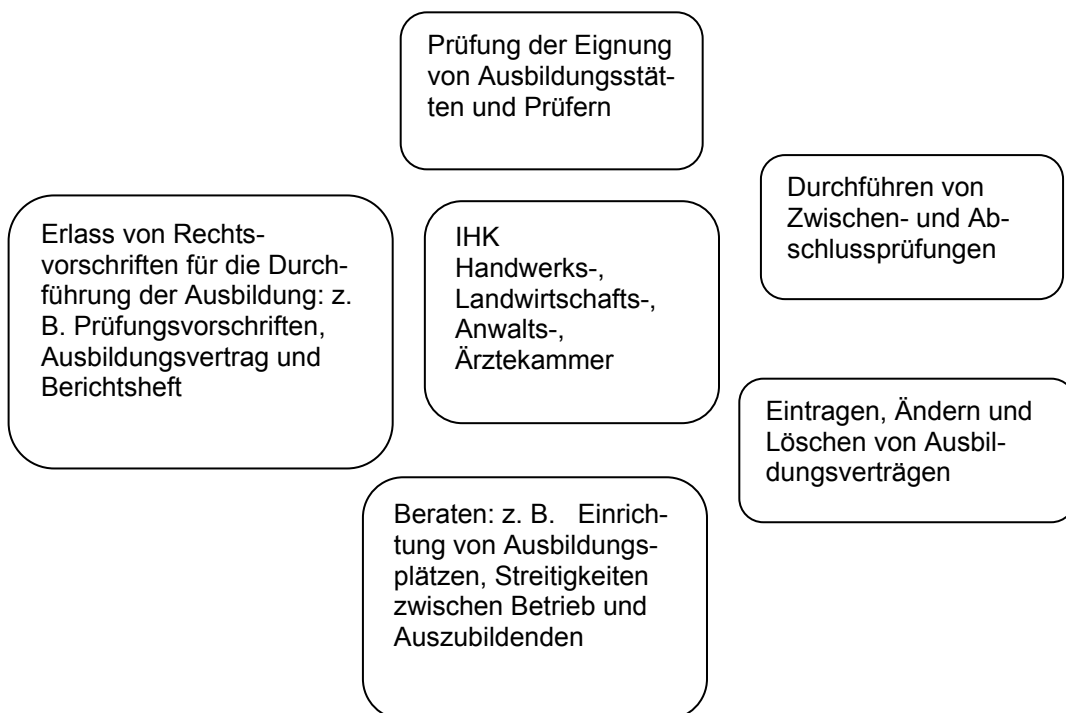 Prüfung der Eignung
von Ausbildungsstät-
ten und Prüfern
Durchführen von
Zwischen- und Ab-
schlussprüfungen
Erlass von Rechts-
vorschriften für die Durch-
führung der Ausbildung: z.
B. Prüfungsvorschriften,
Ausbildungsvertrag und
Berichtsheft
IHK
Handwerks-,
Landwirtschafts-,
Anwalts-,
Ärztekammer
Eintragen, Ändern und
Löschen von Ausbil-
dungsverträgen
Beraten: z. B. Einrich-
tung von Ausbildungs-
plätzen, Streitigkeiten
zwischen Betrieb und
Auszubildenden